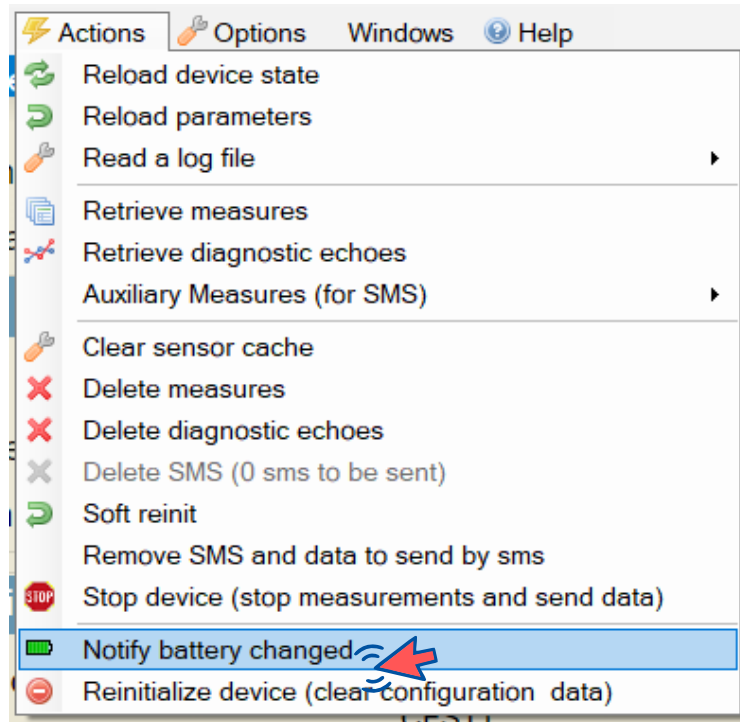 Actions Options Windows Help
Reload device state
Reload parameters
Read a log file
Retrieve measures
Retrieve diagnostic echoes
Auxiliary Measures (for SMS)
Clear sensor cache
Delete measures
Delete diagnostic echoes
Delete SMS (0 sms to be sent)
Soft reinit
Remove SMS and data to send by sms
STOP Stop device (stop measurements and send data)
Notify battery changed
Reinitialize device (clear configuration data)